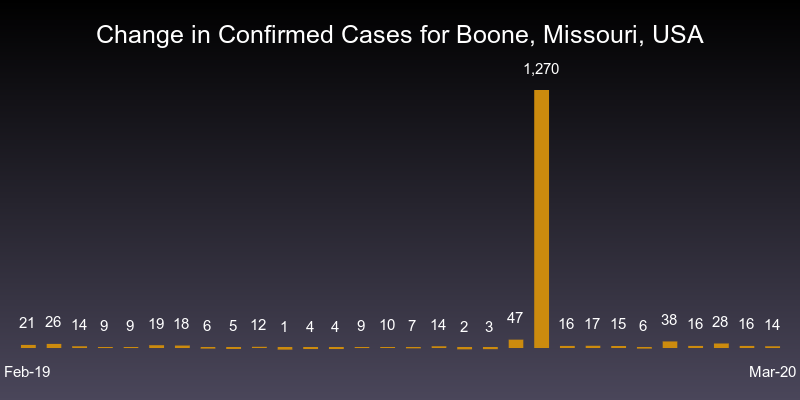 Change in Confirmed Cases for Boone, Missouri, USA
1,270
21 26 14 9 9 19 18 6 5 12 1 4 4 9 10 7 14 2 3 47 16 17 15 6 38 16 28 16 14
Feb-19 Mar-20